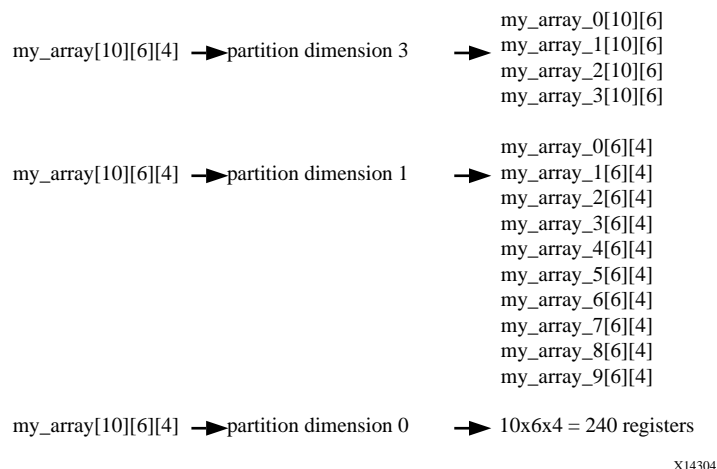 my_array[10][6][4] partition dimension 3
my_array_0[10][6]
my_array_1[10][6]
my_array_2[10][6]
my_array_3[10][6]
my_array[10][6][4] partition dimension 1
my_array_0[6][4]
my_array_1[6][4]
my_array_2[6][4]
my_array_3[6][4]
my_array_4[6][4]
my_array_5[6][4]
my_array_6[6][4]
my_array_7[6][4]
my_array_8[6][4]
my_array_9[6][4]
my_array[10][6][4] partition dimension 0 10x6x4 = 240 registers
X14304